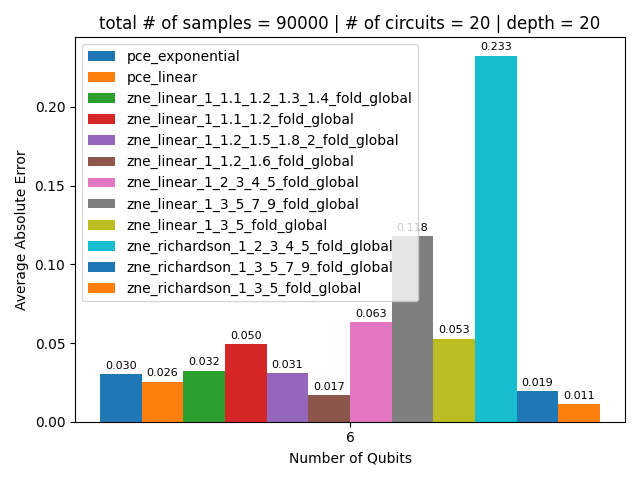 total # of samples = 90000 | # of circuits = 20 | depth = 20
pce_exponential
pce_linear
zne_linear_1_1.1_1.2_1.3_1.4_fold_global
zne_linear_1_1.1_1.2_fold_global
zne_linear_1_1.2_1.5_1.8_2_fold_global
zne_linear_1_1.2_1.6_fold_global
zne_linear_1_2_3_4_5_fold_global
zne_linear_1_3_5_7_9_fold_global
zne_linear_1_3_5_fold_global
zne_richardson_1_2_3_4_5_fold_global
zne_richardson_1_3_5_7_9_fold_global
zne_richardson_1_3_5_fold_global
Average Absolute Error
0.20
0.15
0.10
0.05
0.00
0.030
0.026
0.032
0.050
0.031
0.017
0.063
0.118
0.053
0.233
0.019
0.011
6
Number of Qubits